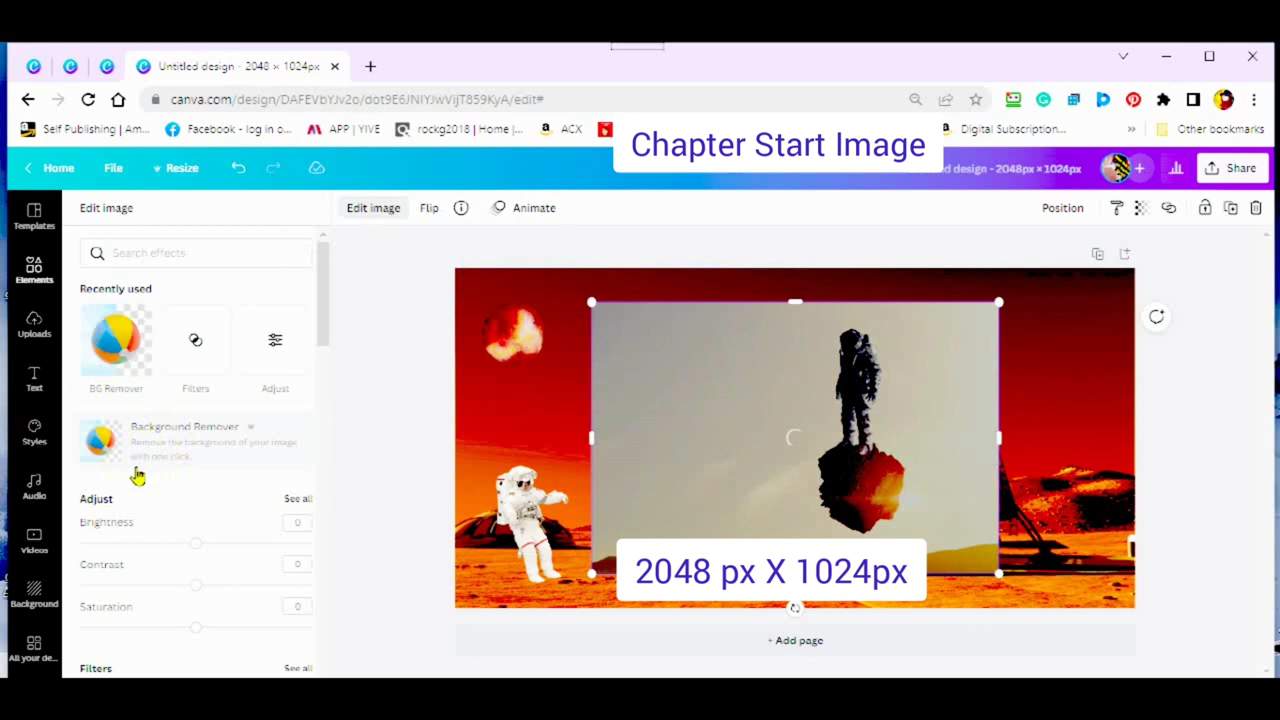 Untitled design - 2048 × 1024px
canva.com/design/DAFEVbYJv2o/dot9E6JNIYJwVijT859KyA/edit#
Self Publishing | Am...
Facebook - log in o...
APP | YIVE
rockg2018 | Home |...
ACX
Digital Subscription...
Other bookmarks
Chapter Start Image
Home
File
Resize
d design - 2048px × 1024px
Share
Templates
Elements
Uploads
Text
Styles
Audio
Videos
Background
All your de...
Edit image
Search effects
Recently used
BG Remover
Filters
Adjust
Background Remover
Remove the background of your image
with one click.
Adjust
See all
Brightness
0
Contrast
0
Saturation
0
Filters
See all
Edit image
Flip
Animate
Position
2048 px X 1024px
+ Add page